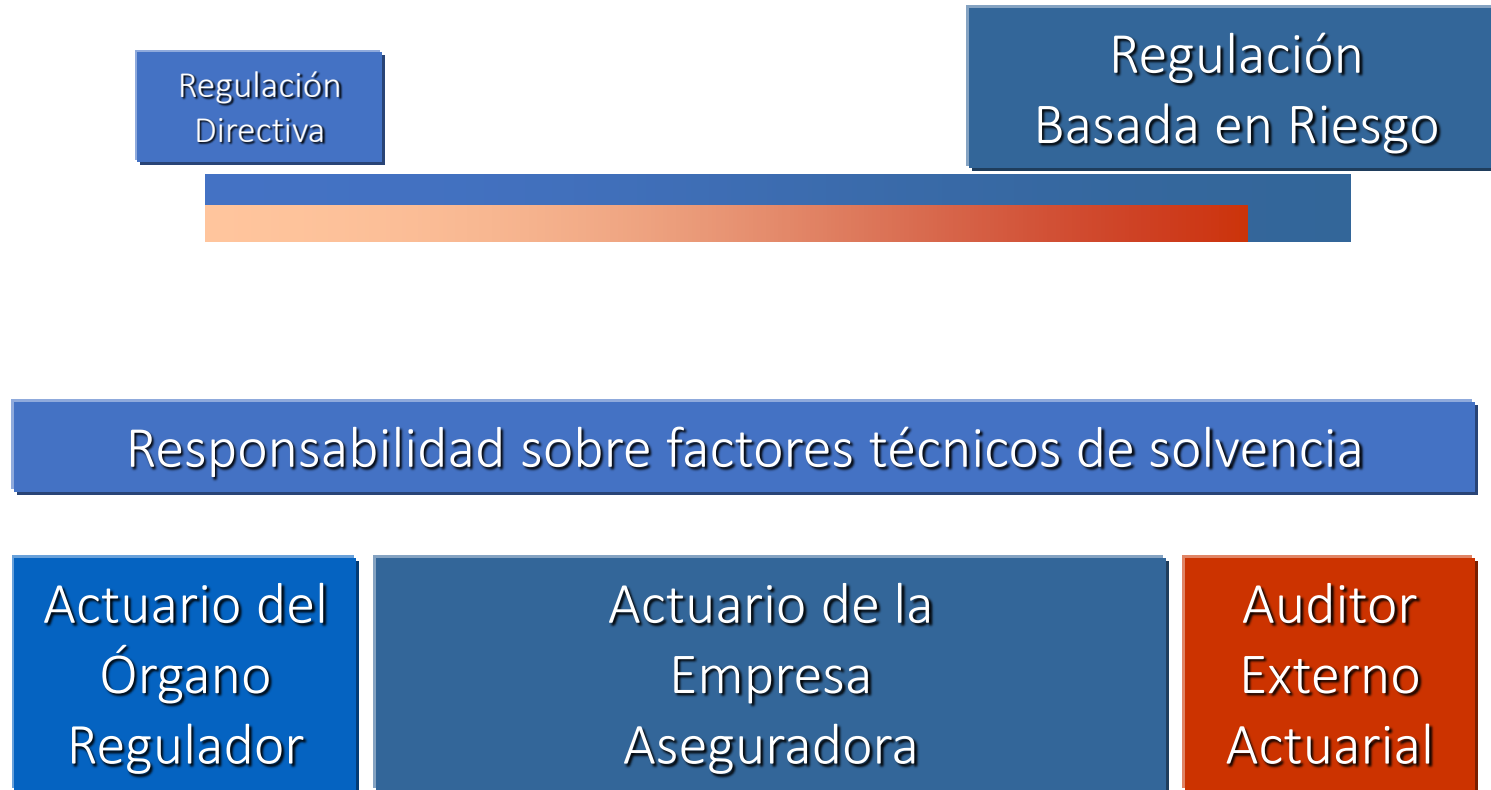 Regulación
Directiva
Regulación
Basada en Riesgo
Responsabilidad sobre factores técnicos de solvencia
Actuario del
Órgano
Regulador
Actuario de la
Empresa
Aseguradora
Auditor
Externo
Actuarial